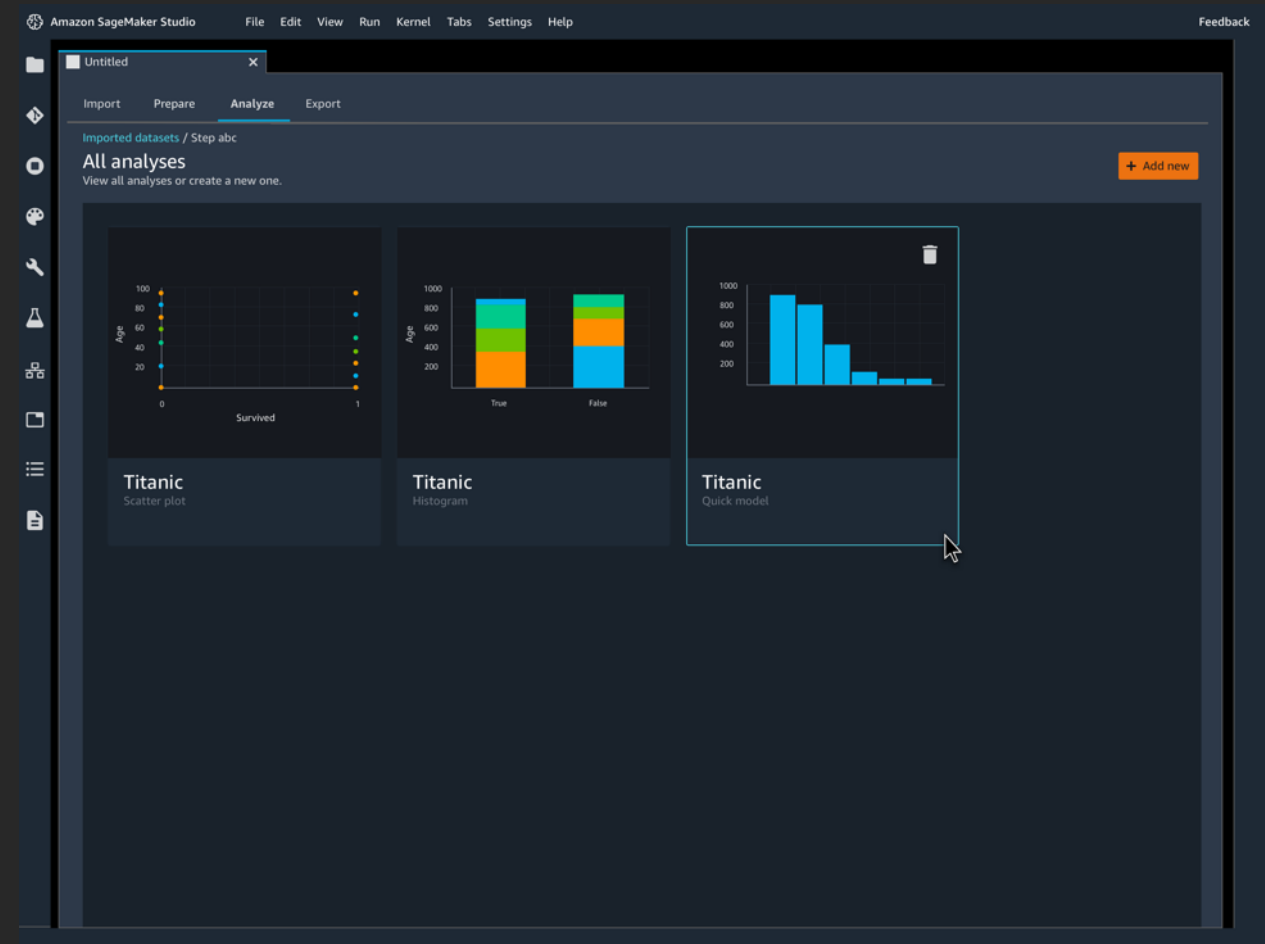 Amazon SageMaker Studio File Edit View Run Kernel Tabs Settings Help Feedback
Untitled
Import Prepare Analyze Export
Imported datasets / Step abc
All analyses
View all analyses or create a new one.
+ Add new
100
80
60
40
20
Age
0 1
Survived
Titanic
Scatter plot
1000
800
600
400
200
Age
True False
Titanic
Histogram
1000
800
600
400
200
Titanic
Quick model